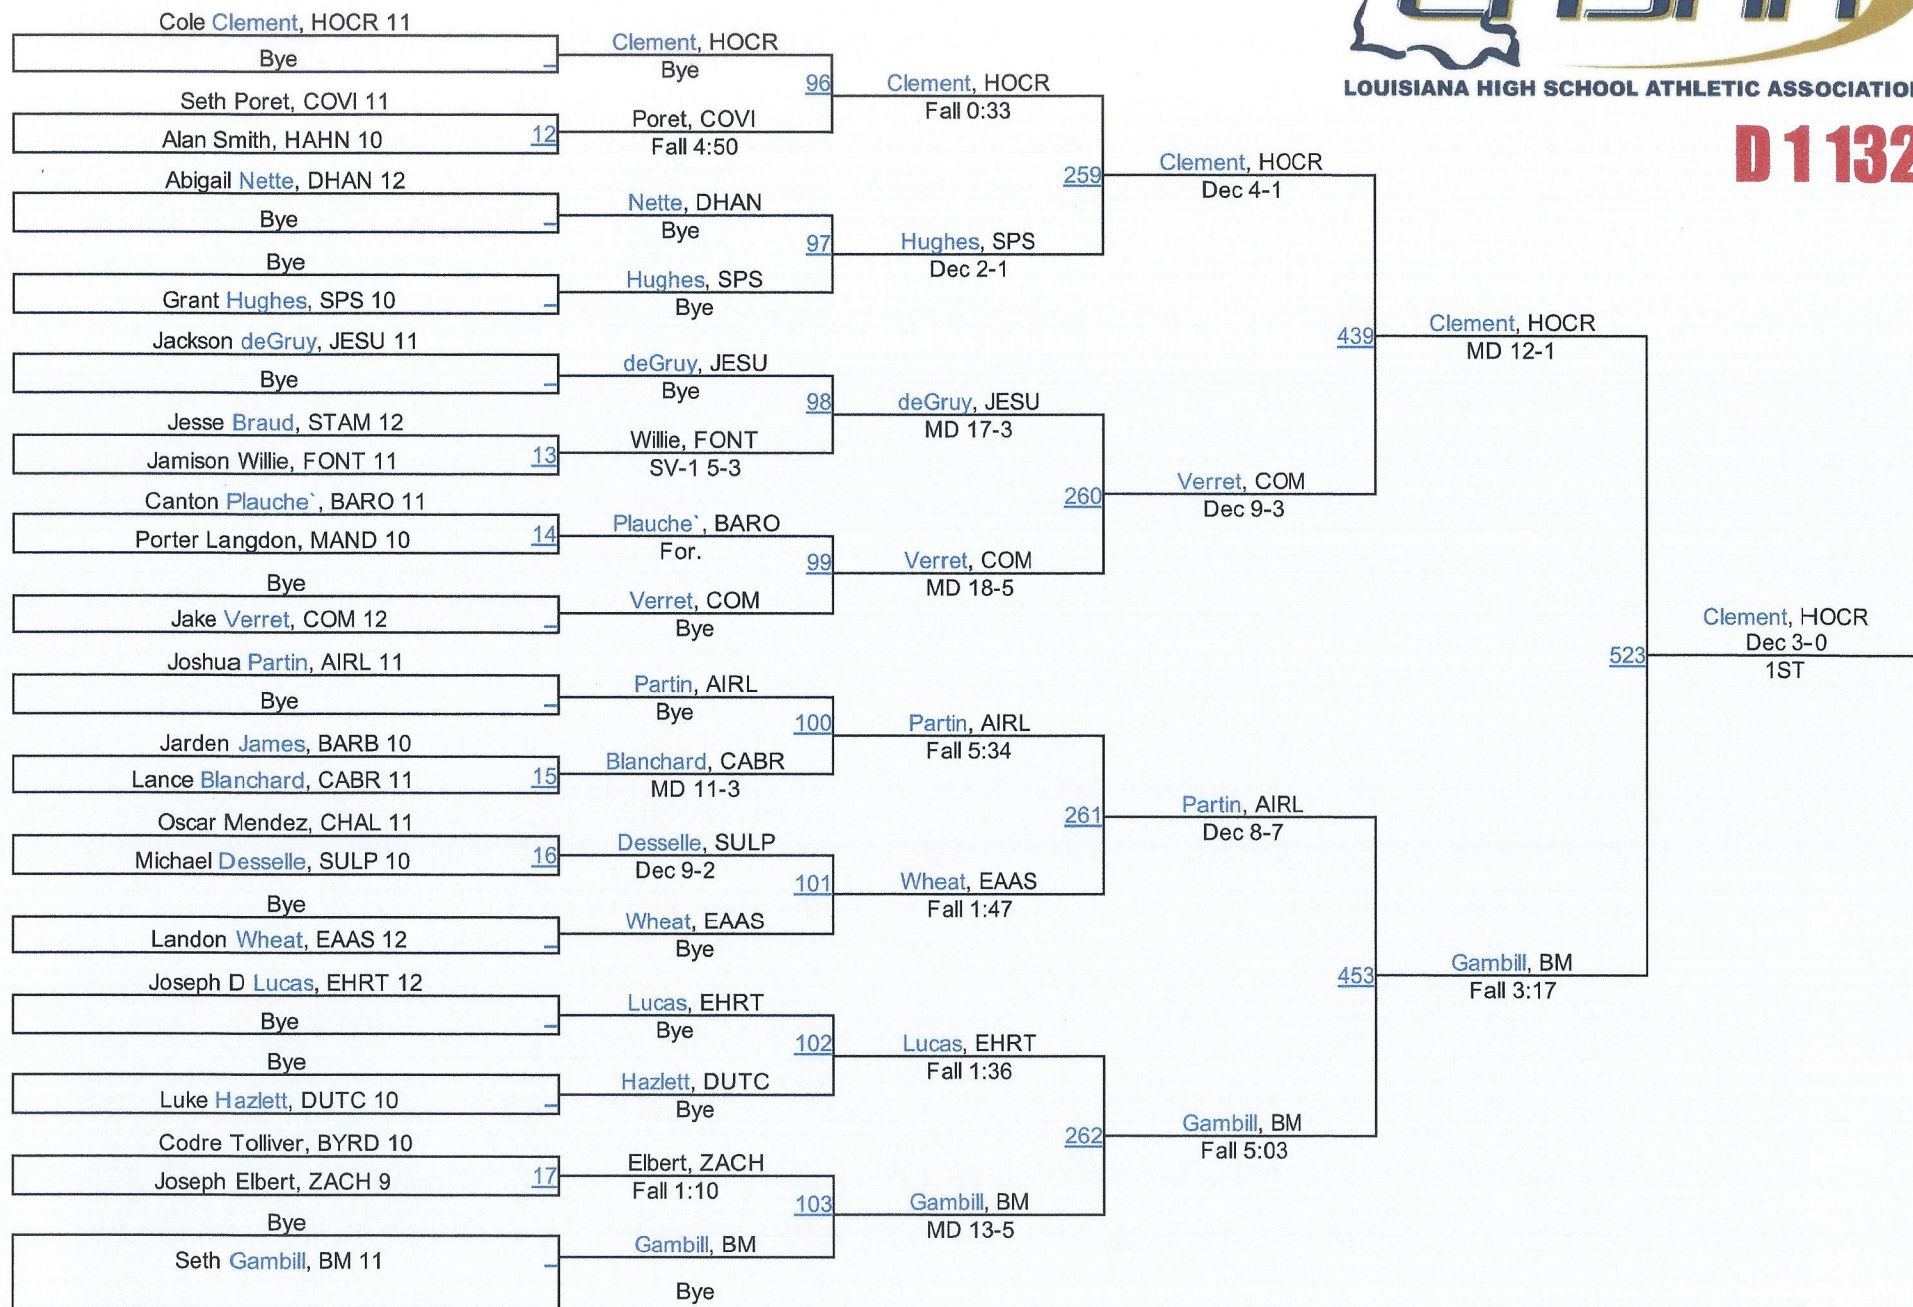 Cole Clement, HOCR 11
Bye
Seth Poret, COVI 11
Alan Smith, HAHN 10
12
Abigail Nette, DHAN 12
Bye
Bye
Grant Hughes, SPS 10
Jackson deGruy, JESU 11
Bye
Jesse Braud, STAM 12
Jamison Willie, FONT 11
13
Canton Plauche`, BARO 11
Porter Langdon, MAND 10
14
Bye
Jake Verret, COM 12
Joshua Partin, AIRL 11
Bye
Jarden James, BARB 10
Lance Blanchard, CABR 11
15
Oscar Mendez, CHAL 11
Michael Desselle, SULP 10
16
Bye
Landon Wheat, EAAS 12
Joseph D Lucas, EHRT 12
Bye
Bye
Luke Hazlett, DUTC 10
Codre Tolliver, BYRD 10
Joseph Elbert, ZACH 9
17
Bye
Seth Gambill, BM 11
Clement, HOCR
Bye
96
Poret, COVI
Fall 4:50
Nette, DHAN
Bye
97
Hughes, SPS
Bye
deGruy, JESU
Bye
98
Willie, FONT
SV-1 5-3
Plauche`, BARO
For.
99
Verret, COM
Bye
Partin, AIRL
Bye
100
Blanchard, CABR
MD 11-3
Desselle, SULP
Dec 9-2
101
Wheat, EAAS
Bye
Lucas, EHRT
Bye
102
Hazlett, DUTC
Bye
Elbert, ZACH
Fall 1:10
103
Gambill, BM
Bye
Clement, HOCR
Fall 0:33
259
Hughes, SPS
Dec 2-1
deGruy, JESU
MD 17-3
260
Verret, COM
MD 18-5
Partin, AIRL
Fall 5:34
261
Wheat, EAAS
Fall 1:47
Lucas, EHRT
Fall 1:36
262
Gambill, BM
MD 13-5
Clement, HOCR
Dec 4-1
439
Verret, COM
Dec 9-3
Partin, AIRL
Dec 8-7
453
Gambill, BM
Fall 5:03
Clement, HOCR
MD 12-1
523
Gambill, BM
Fall 3:17
Clement, HOCR
Dec 3-0
1ST
LOUISIANA HIGH SCHOOL ATHLETIC ASSOCIATION
D 1 132